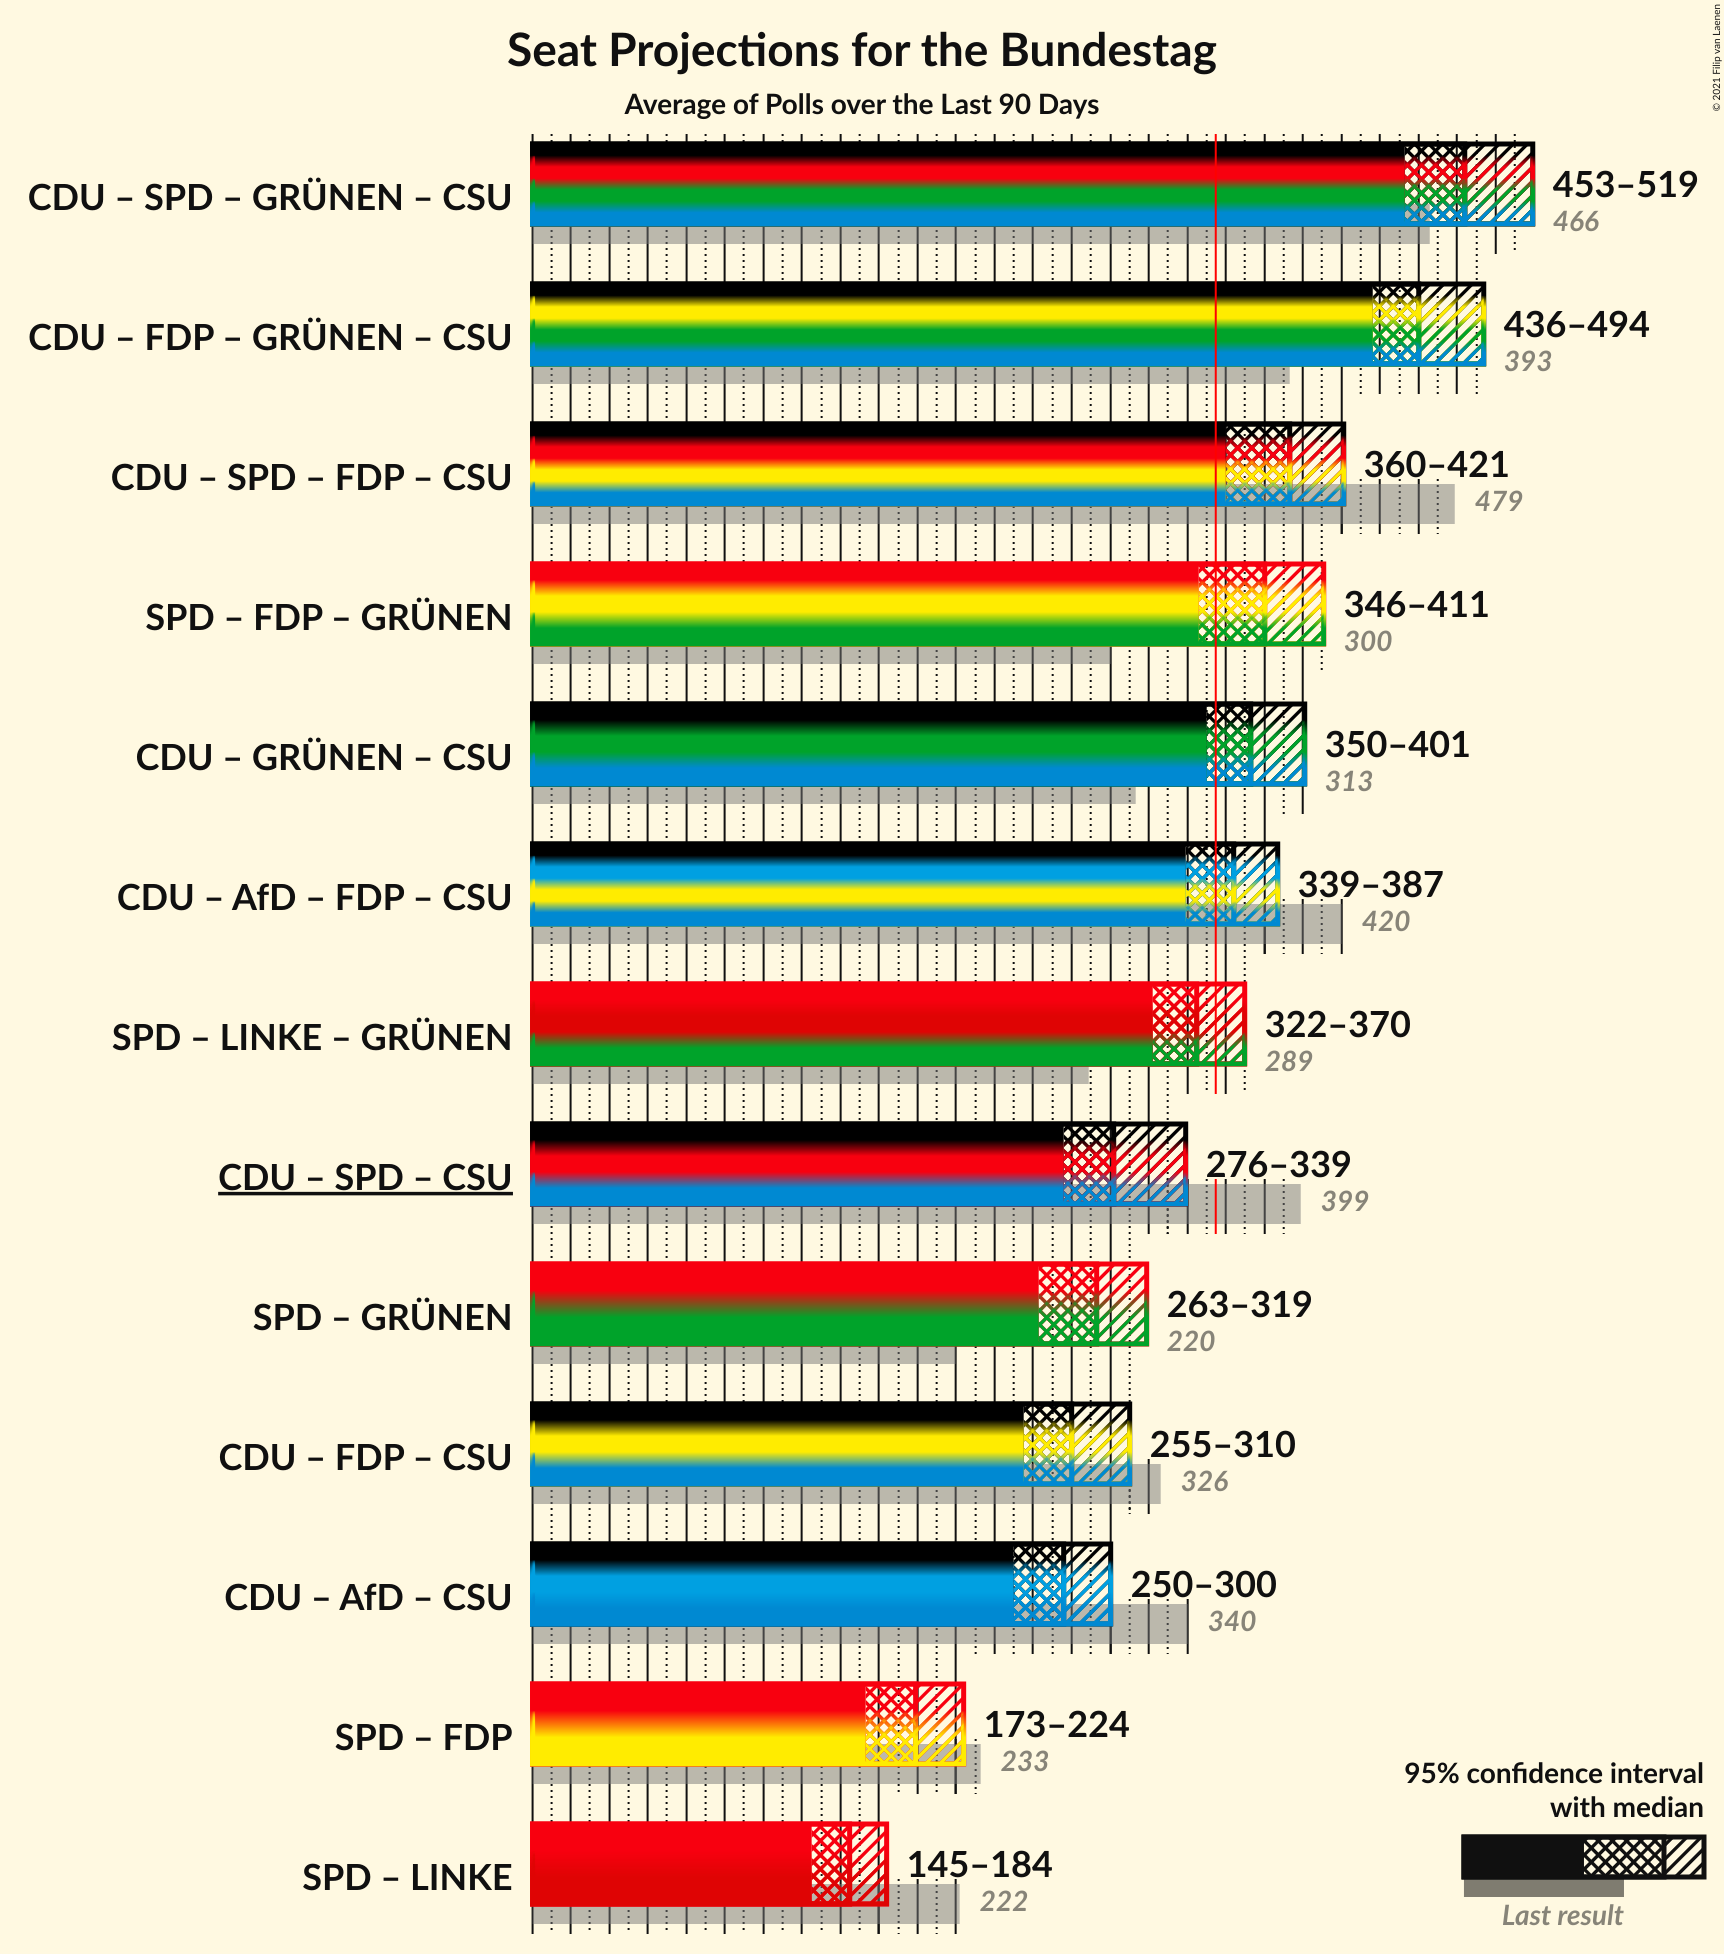 Seat Projections for the Bundestag
Average of Polls over the Last 90 Days
© 2021 Filip van Laenen
CDU – SPD – GRÜNEN – CSU
453–519
466
CDU – FDP – GRÜNEN – CSU
436–494
393
CDU – SPD – FDP – CSU
360–421
479
SPD – FDP – GRÜNEN
346–411
300
CDU – GRÜNEN – CSU
350–401
313
CDU – AfD – FDP – CSU
339–387
420
SPD – LINKE – GRÜNEN
322–370
289
CDU – SPD – CSU
276–339
399
SPD – GRÜNEN
263–319
220
CDU – FDP – CSU
255–310
326
CDU – AfD – CSU
250–300
340
SPD – FDP
173–224
233
SPD – LINKE
145–184
222
95% confidence interval
with median
Last result